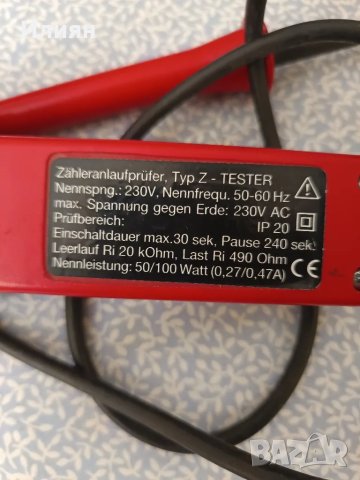 Илиян
Zähleranlaufprüfer, Typ Z - TESTER
Nennspng.: 230V, Nennfrequ. 50-60 Hz
max. Spannung gegen Erde: 230V AC
Prüfbereich: IP 20
Einschaltdauer max.30 sek, Pause 240 sek.
Leerlauf Ri 20 kOhm, Last Ri 490 Ohm
Nennleistung: 50/100 Watt (0,27/0,47A) CE
BAZAR